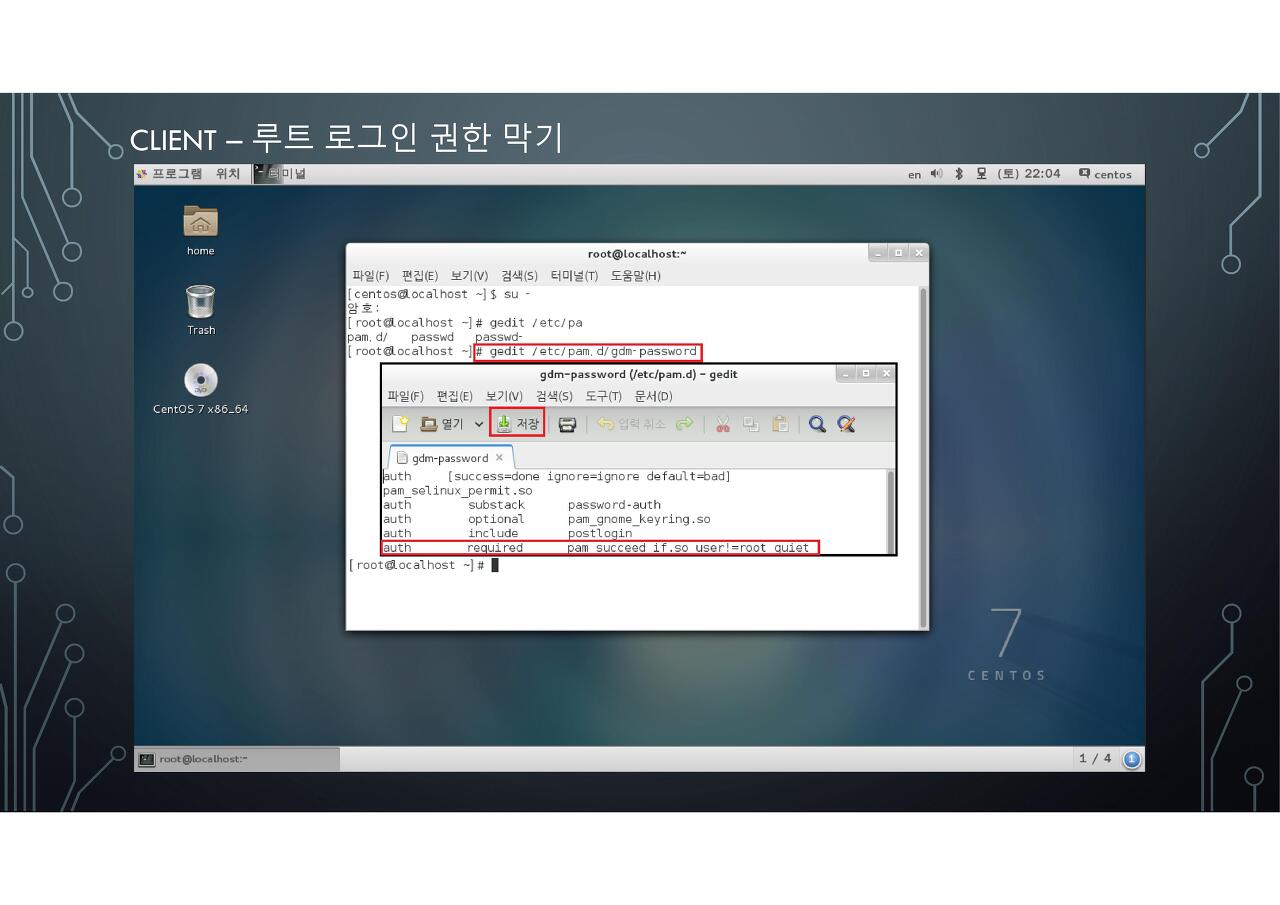 CLIENT – 루트 로그인 권한 막기
프로그램 위치 터미널 en (토) 22:04 centos
home
Trash
CentOS 7 x86_64
root@localhost:~
파일(F) 편집(E) 보기(V) 검색(S) 터미널(T) 도움말(H)
[centos@localhost ~]$ su -
암호:
[root@localhost ~]# gedit /etc/pa
pam.d/ passwd passwd-
[root@localhost ~]# gedit /etc/pam.d/gdm-password
gdm-password (/etc/pam.d) - gedit
파일(F) 편집(E) 보기(V) 검색(S) 도구(T) 문서(D)
열기 저장 입력 취소
gdm-password
auth [success=done ignore=ignore default=bad]
pam_selinux_permit.so
auth substack password-auth
auth optional pam_gnome_keyring.so
auth include postlogin
auth required pam_succeed_if.so user!=root quiet
[root@localhost ~]#
7
CENTOS
root@localhost:~ 1 / 4 1